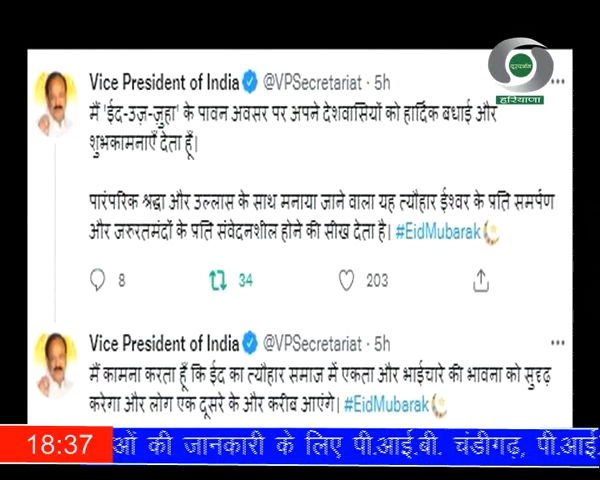 दूरदर्शन
हरियाणा
Vice President of India @VPSecretariat · 5h
मैं 'ईद-उज़-ज़ुहा' के पावन अवसर पर अपने देशवासियों को हार्दिक बधाई और
शुभकामनाएँ देता हूँ।
पारंपरिक श्रद्धा और उल्लास के साथ मनाया जाने वाला यह त्यौहार ईश्वर के प्रति समर्पण
और जरुरतमंदों के प्रति संवेदनशील होने की सीख देता है। #EidMubarak
8 34 203
Vice President of India @VPSecretariat · 5h
मैं कामना करता हूँ कि ईद का त्यौहार समाज में एकता और भाईचारे की भावना को सुदृढ़
करेगा और लोग एक दूसरे के और करीब आएंगे। #EidMubarak
18:37 ाओं की जानकारी के लिए पी.आई.बी. चंडीगढ़, पी.आई.